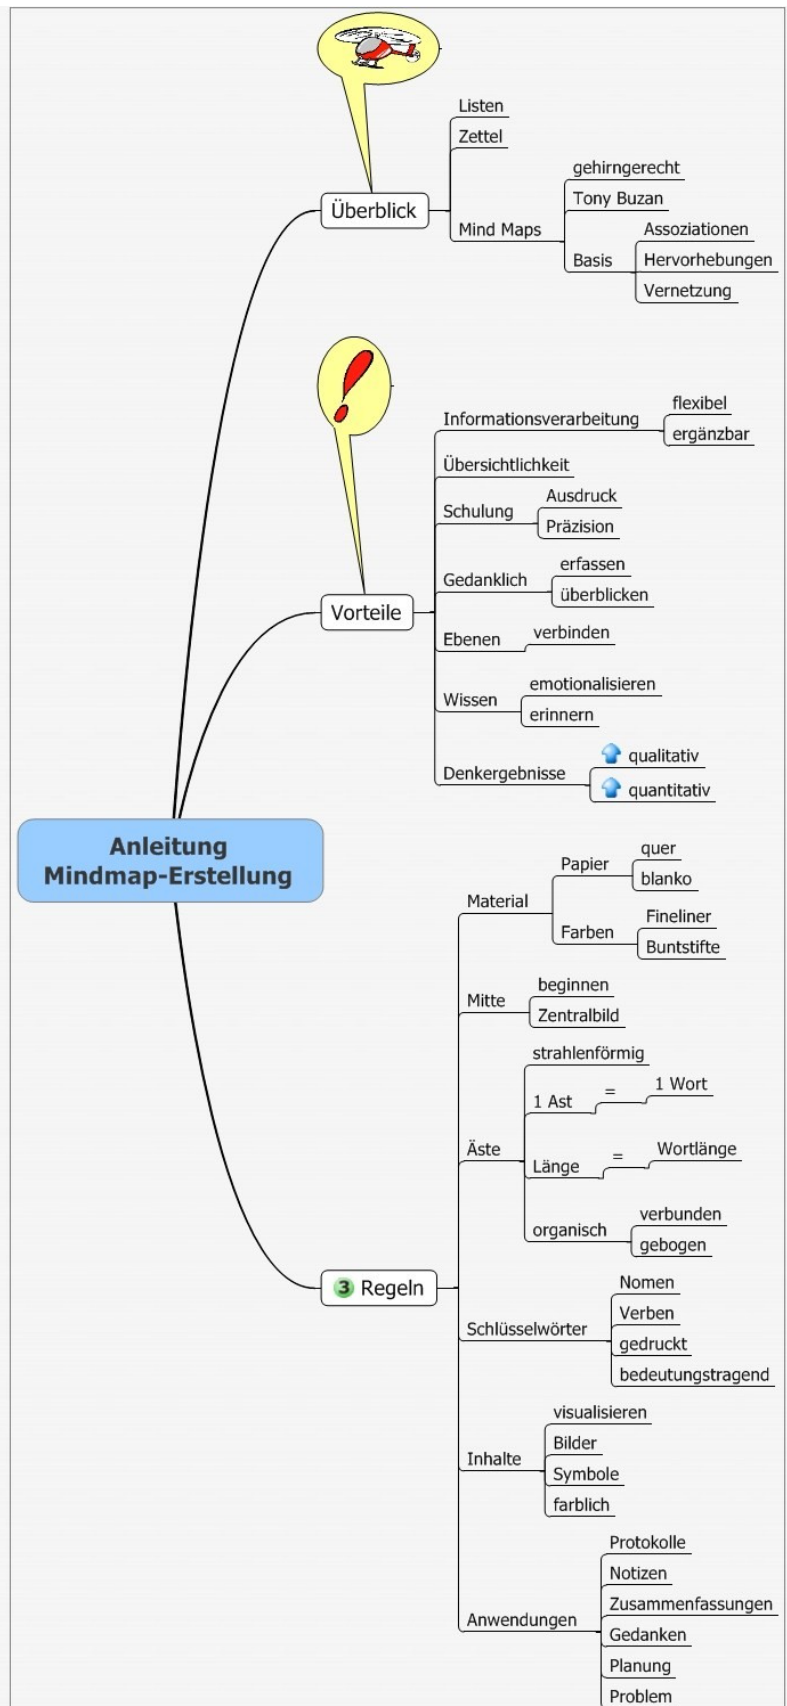 Listen
Zettel
gehirngerecht
Tony Buzan
Überblick
Mind Maps
Assoziationen
Basis
Hervorhebungen
Vernetzung
Informationsverarbeitung
flexibel
ergänzbar
Übersichtlichkeit
Schulung
Ausdruck
Präzision
Gedanklich
erfassen
überblicken
Vorteile
Ebenen
verbinden
Wissen
emotionalisieren
erinnern
Denkergebnisse
qualitativ
quantitativ
Anleitung
Mindmap-Erstellung
Material
Papier
quer
blanko
Farben
Fineliner
Buntstifte
Mitte
beginnen
Zentralbild
Äste
strahlenförmig
1 Ast = 1 Wort
Länge = Wortlänge
organisch
verbunden
gebogen
3 Regeln
Schlüsselwörter
Nomen
Verben
gedruckt
bedeutungstragend
Inhalte
visualisieren
Bilder
Symbole
farblich
Anwendungen
Protokolle
Notizen
Zusammenfassungen
Gedanken
Planung
Problem